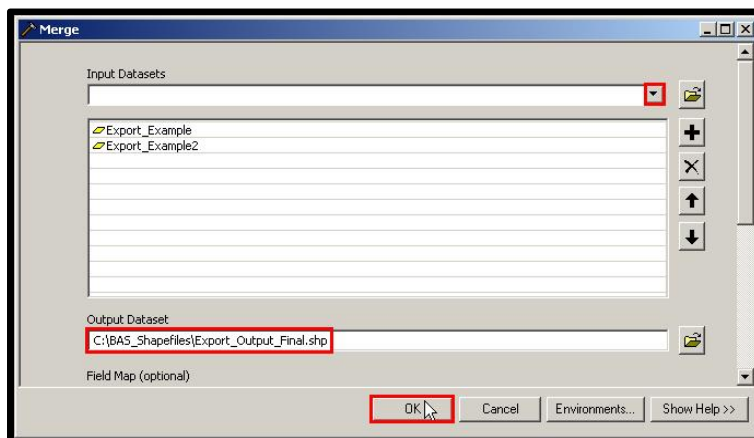 Merge
Input Datasets
Export_Example
Export_Example2
Output Dataset
C:\BAS_Shapefiles\Export_Output_Final.shp
Field Map (optional)
OK Cancel Environments... Show Help >>